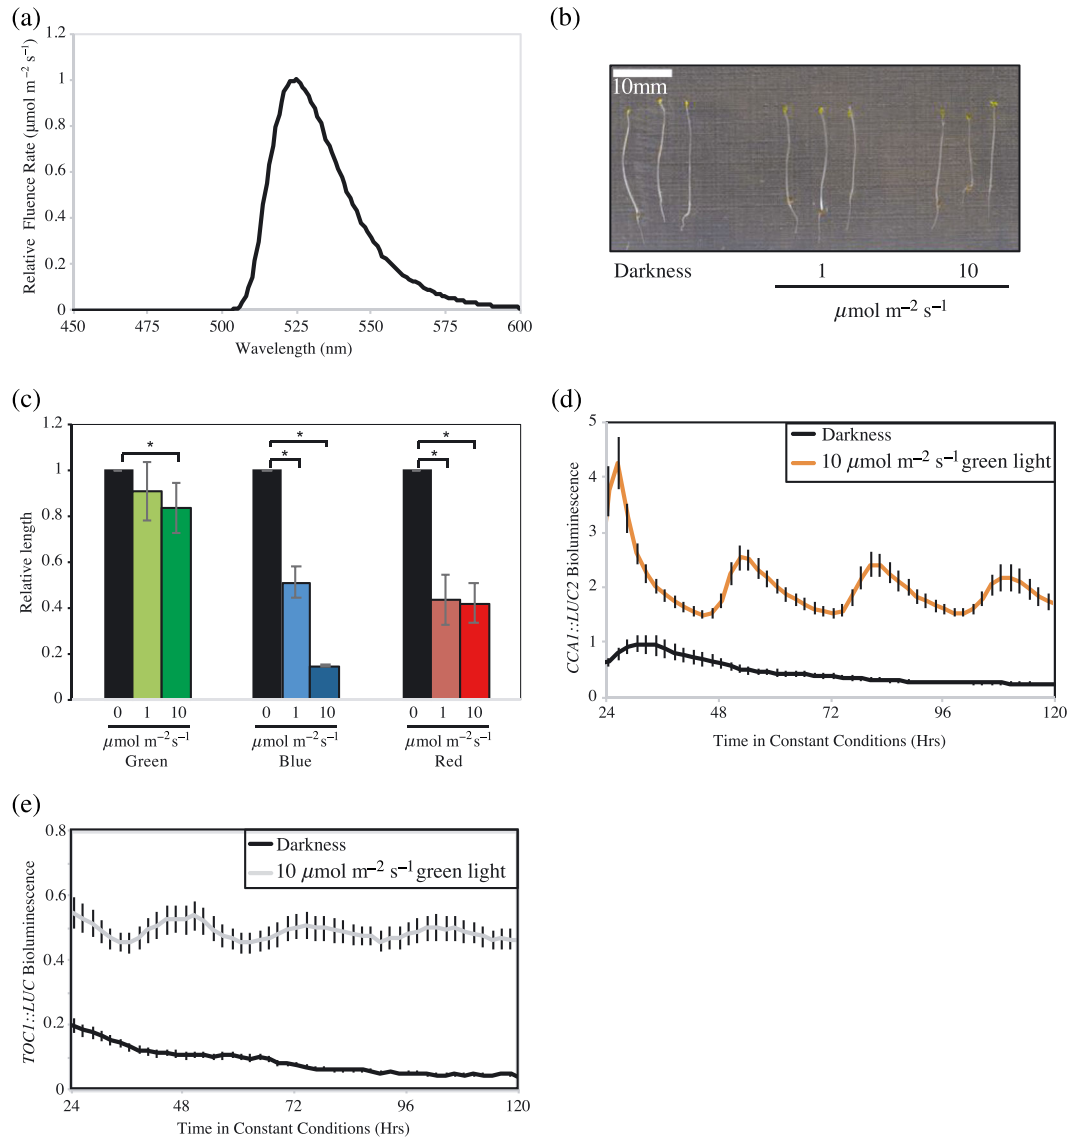 (a)
1.2
1
0.8
0.6
0.4
0.2
0
Relative Fluence Rate (μmol m−2 s−1)
450
475
500
525
550
575
600
Wavelength (nm)
(b)
10mm
Darkness
1
10
μmol m−2 s−1
(c)
1.2
1
0.8
0.6
0.4
0.2
0
Relative length
*
*
*
*
*
0 1 10
0 1 10
0 1 10
μmol m−2s−1
μmol m−2s−1
μmol m−2s−1
Green
Blue
Red
(d)
5
4
3
2
1
0
CCA1::LUC2 Bioluminescence
Darkness
10 μmol m−2 s−1 green light
24
48
72
96
120
Time in Constant Conditions (Hrs)
(e)
0.8
0.6
0.4
0.2
0
TOC1::LUC Bioluminescence
Darkness
10 μmol m−2 s−1 green light
24
48
72
96
120
Time in Constant Conditions (Hrs)